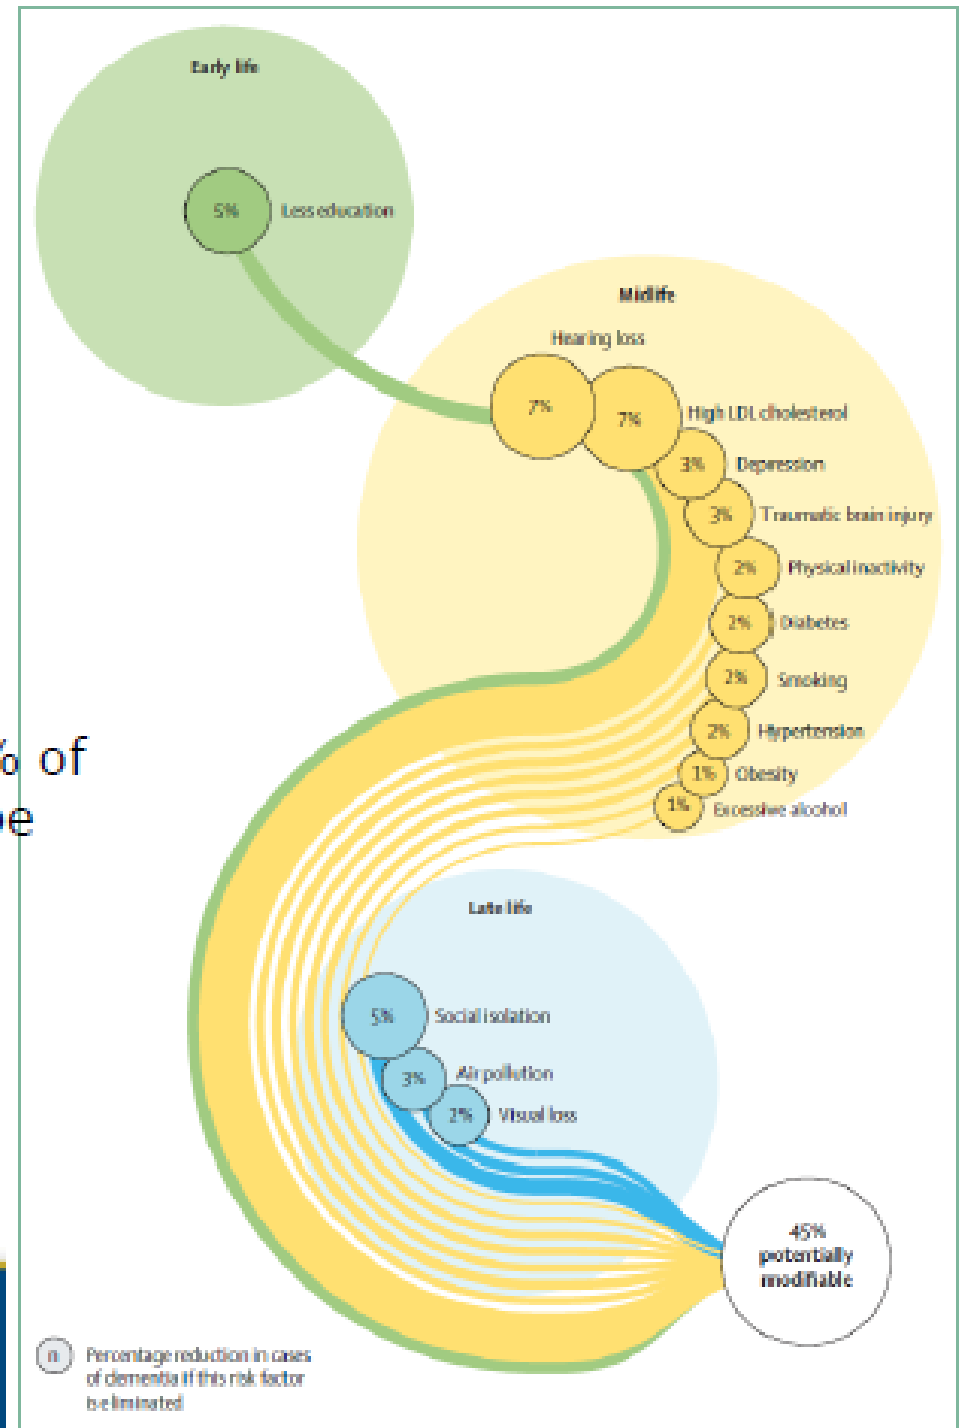 Early life
5%
Less education
Midlife
Hearing loss
7%
7%
High LDL cholesterol
3%
Depression
3%
Traumatic brain injury
2%
Physical inactivity
2%
Diabetes
2%
Smoking
2%
Hypertension
1%
Obesity
1%
Excessive alcohol
% of
Late life
5%
Social isolation
3%
Air pollution
2%
Visual loss
45%
potentially
modifiable
n
Percentage reduction in cases
of dementia if this risk factor
is eliminated